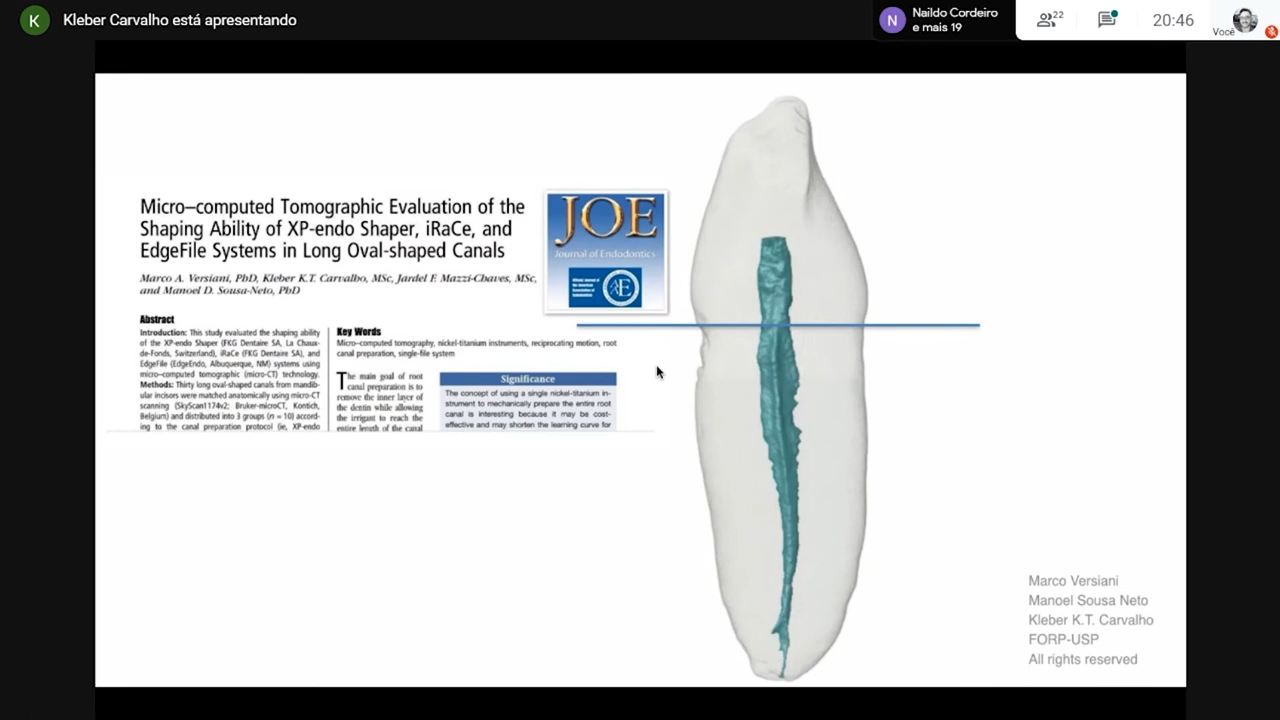 K
Kleber Carvalho está apresentando
N
Naildo Cordeiro
e mais 19
22
20:46
Você
Micro–computed Tomographic Evaluation of the
Shaping Ability of XP-endo Shaper, iRaCe, and
EdgeFile Systems in Long Oval-shaped Canals
Marco A. Versiani, PhD, Kleber K.T. Carvalho, MSc, Jardel F. Mazzi-Chaves, MSc,
and Manoel D. Sousa-Neto, PhD
JOE
Journal of Endodontics
Abstract
Introduction: This study evaluated the shaping ability
of the XP-endo Shaper (FKG Dentaire SA, La Chaux-
de-Fonds, Switzerland), iRaCe (FKG Dentaire SA), and
EdgeFile (EdgeEndo, Albuquerque, NM) systems using
micro–computed tomographic (micro-CT) technology.
Methods: Thirty long oval-shaped canals from mandib-
ular incisors were matched anatomically using micro-CT
scanning (SkyScan1174v2; Bruker-microCT, Kontich,
Belgium) and distributed into 3 groups (n = 10) accord-
ing to the canal preparation protocol (ie, XP-endo
Key Words
Micro-computed tomography, nickel-titanium instruments, reciprocating motion, root
canal preparation, single-file system
The main goal of root
canal preparation is to
remove the inner layer of
the dentin while allowing
the irrigant to reach the
entire length of the canal
Significance
The concept of using a single nickel-titanium in-
strument to mechanically prepare the entire root
canal is interesting because it may be cost-
effective and may shorten the learning curve for
Marco Versiani
Manoel Sousa Neto
Kleber K.T. Carvalho
FORP-USP
All rights reserved